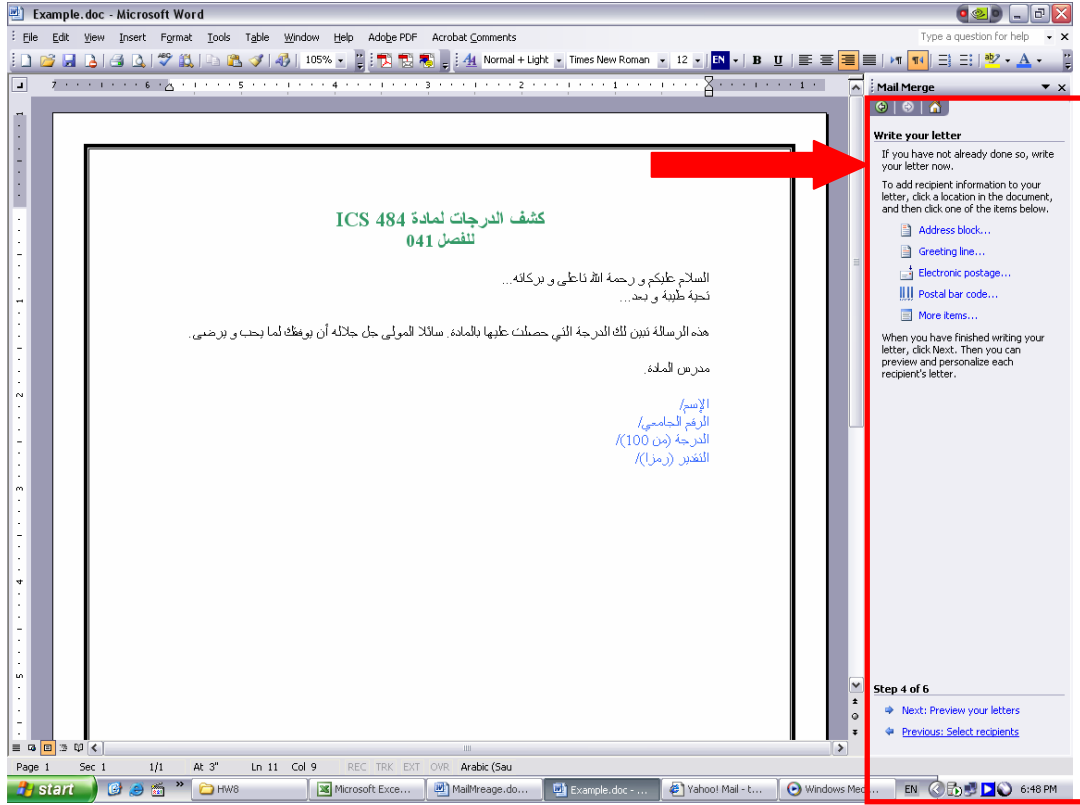 Example.doc - Microsoft Word
File Edit View Insert Format Tools Table Window Help Adobe PDF Acrobat Comments
Type a question for help
105% Normal + Light Times New Roman 12 EN B U
Mail Merge
Write your letter
If you have not already done so, write
your letter now.
To add recipient information to your
letter, click a location in the document,
and then click one of the items below.
Address block...
Greeting line...
Electronic postage...
Postal bar code...
More items...
When you have finished writing your
letter, click Next. Then you can
preview and personalize each
recipient's letter.
Step 4 of 6
Next: Preview your letters
Previous: Select recipients
كشف الدرجات لمادة ICS 484
للفصل 041
السلام عليكم و رحمة الله تاعلى و بركاته...
تحية طيبة و بعد...
هذه الرسالة تبين لك الدرجة التي حصلت عليها بالمادة. سائلا المولى جل جلاله أن يوفقك لما يحب و يرضى.
مدرس المادة.
الإسم/
الرقم الجامعي/
الدرجة (من 100)/
التقدير (رمزا)/
Page 1 Sec 1 1/1 At 3" Ln 11 Col 9 REC TRK EXT OVR Arabic (Sau
start HW8 Microsoft Exce... MailMreage.do... Example.doc - ... Yahoo! Mail - t... Windows Med... EN 6:48 PM